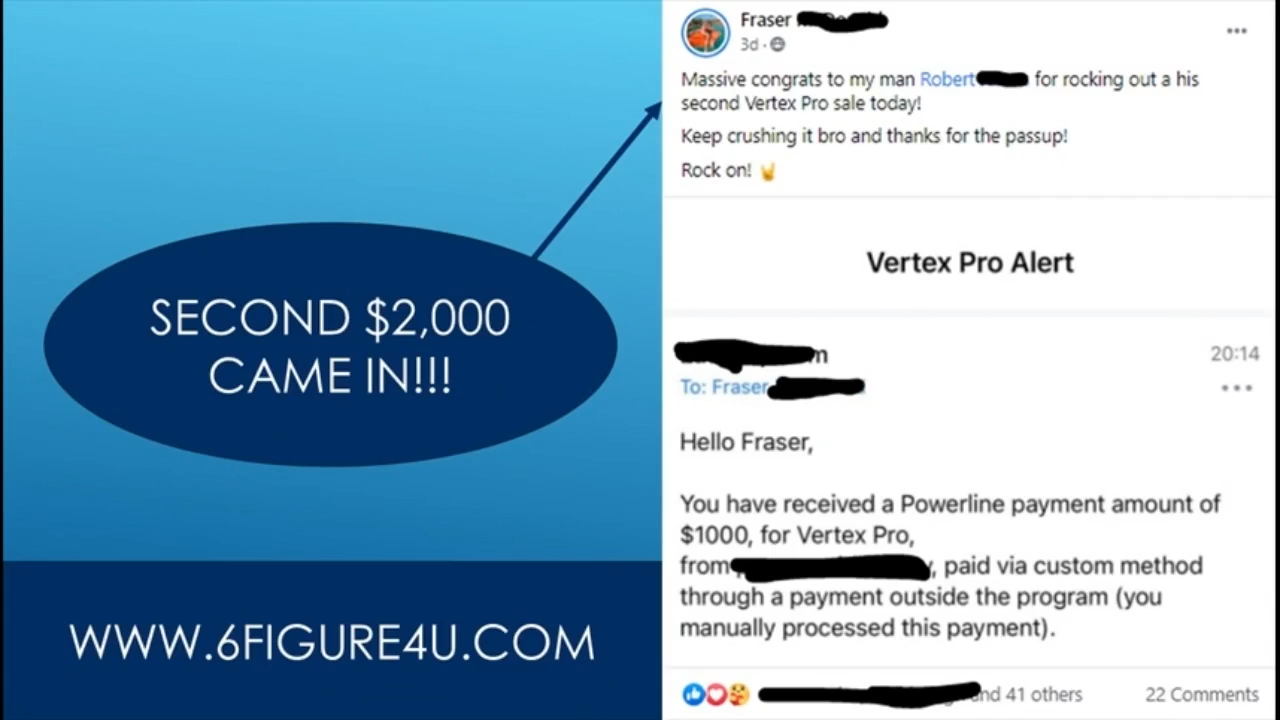 SECOND $2,000
CAME IN!!!
WWW.6FIGURE4U.COM
Fraser
3d ·
Massive congrats to my man Robert for rocking out a his
second Vertex Pro sale today!
Keep crushing it bro and thanks for the passup!
Rock on! 🤘
Vertex Pro Alert
20:14
To: Fraser
Hello Fraser,
You have received a Powerline payment amount of
$1000, for Vertex Pro,
from , paid via custom method
through a payment outside the program (you
manually processed this payment).
and 41 others 22 Comments